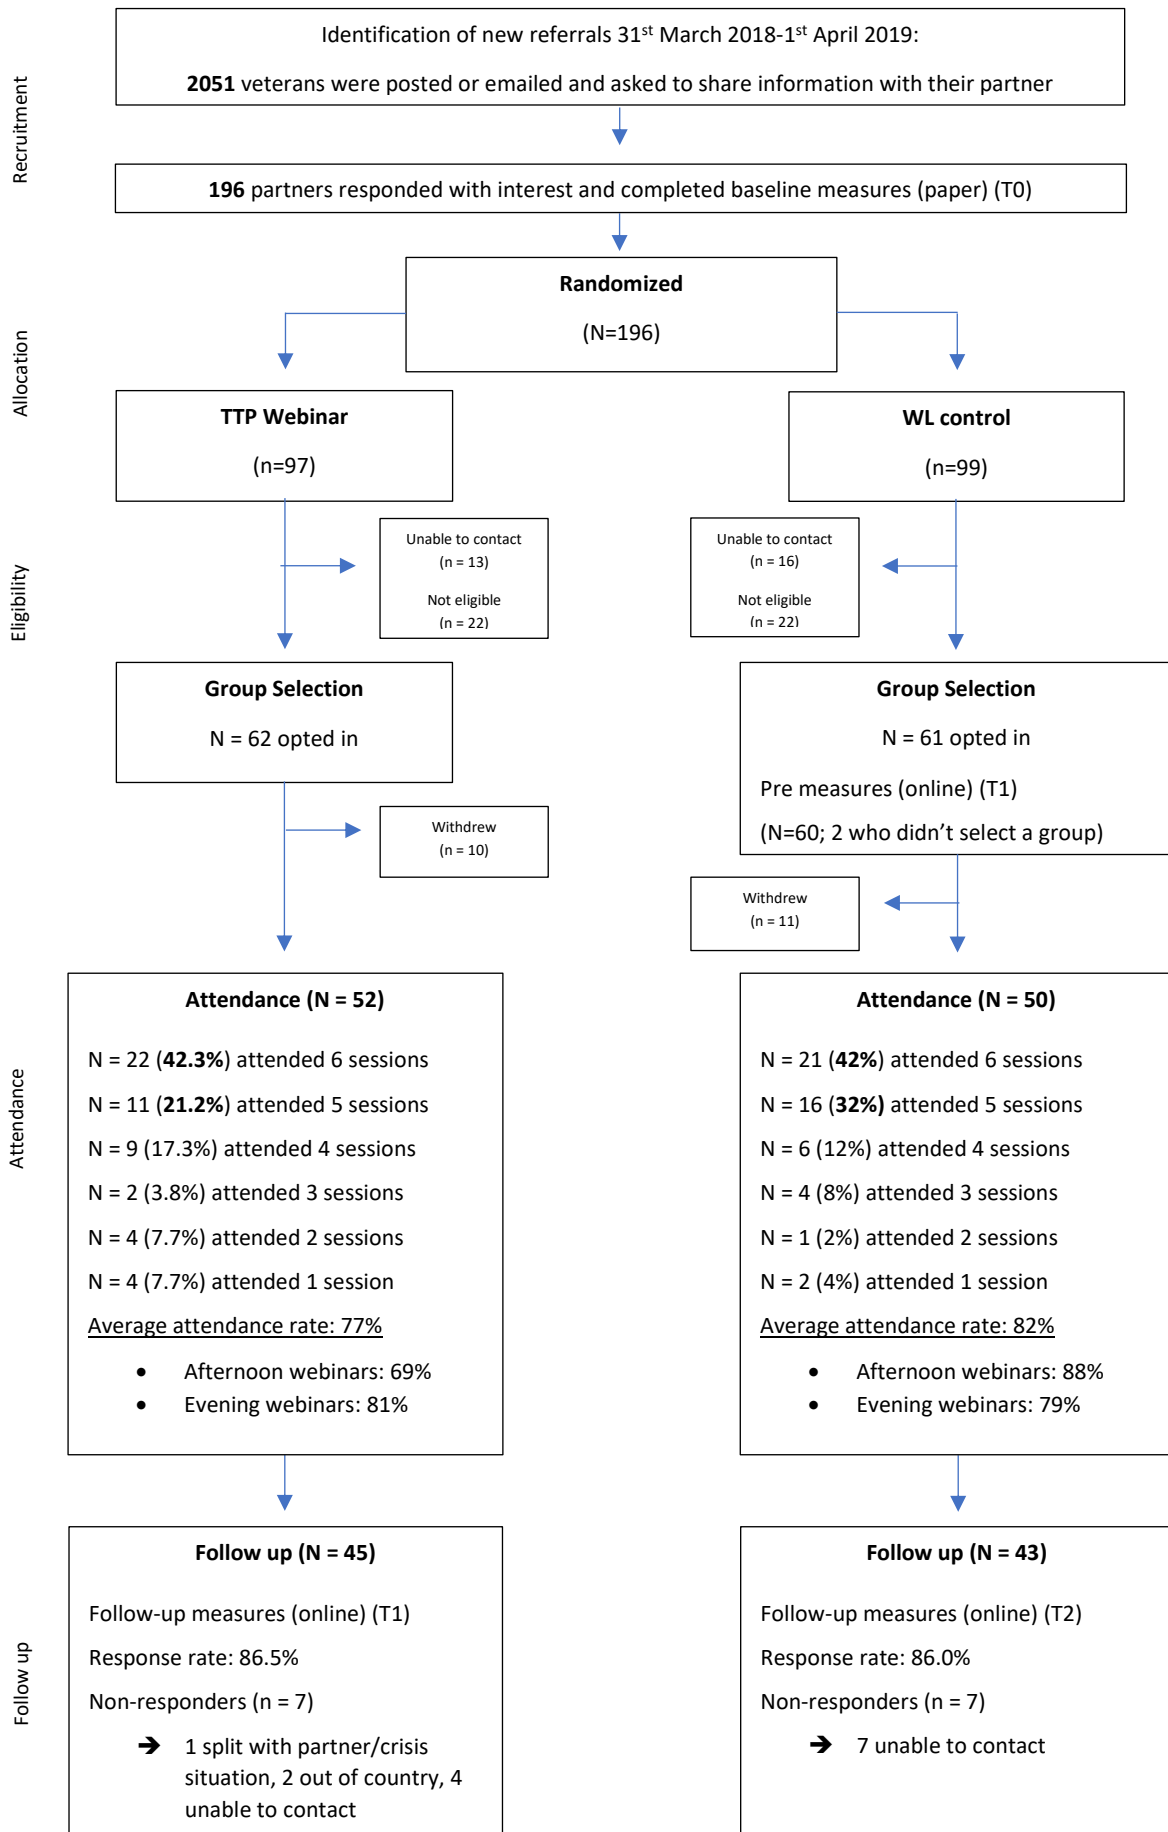 Identification of new referrals 31st March 2018-1st April 2019:
2051 veterans were posted or emailed and asked to share information with their partner
Recruitment
196 partners responded with interest and completed baseline measures (paper) (T0)
Randomized
(N=196)
Allocation
TTP Webinar
(n=97)
WL control
(n=99)
Eligibility
Unable to contact
(n = 13)
Not eligible
(n = 22)
Unable to contact
(n = 16)
Not eligible
(n = 22)
Group Selection
N = 62 opted in
Group Selection
N = 61 opted in
Pre measures (online) (T1)
(N=60; 2 who didn't select a group)
Withdrew
(n = 10)
Withdrew
(n = 11)
Attendance
Attendance (N = 52)
N = 22 (42.3%) attended 6 sessions
N = 11 (21.2%) attended 5 sessions
N = 9 (17.3%) attended 4 sessions
N = 2 (3.8%) attended 3 sessions
N = 4 (7.7%) attended 2 sessions
N = 4 (7.7%) attended 1 session
Average attendance rate: 77%
• Afternoon webinars: 69%
• Evening webinars: 81%
Attendance (N = 50)
N = 21 (42%) attended 6 sessions
N = 16 (32%) attended 5 sessions
N = 6 (12%) attended 4 sessions
N = 4 (8%) attended 3 sessions
N = 1 (2%) attended 2 sessions
N = 2 (4%) attended 1 session
Average attendance rate: 82%
• Afternoon webinars: 88%
• Evening webinars: 79%
Follow up
Follow up (N = 45)
Follow-up measures (online) (T1)
Response rate: 86.5%
Non-responders (n = 7)
➔ 1 split with partner/crisis
situation, 2 out of country, 4
unable to contact
Follow up (N = 43)
Follow-up measures (online) (T2)
Response rate: 86.0%
Non-responders (n = 7)
➔ 7 unable to contact